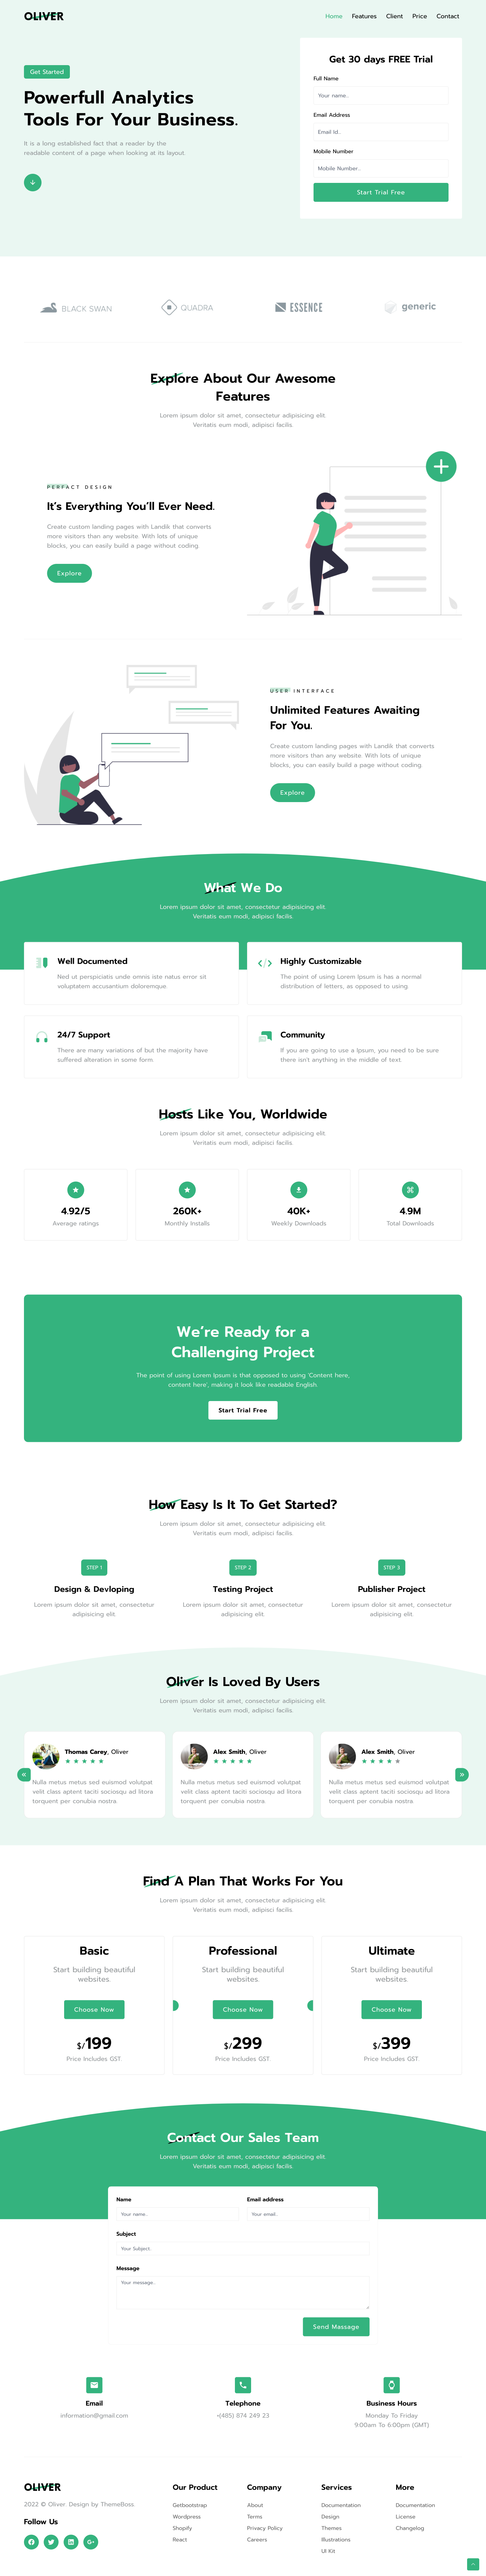 OLIVER
Home Features Client Price Contact
Get Started
Powerfull Analytics
Tools For Your Business.
It is a long established fact that a reader by the
readable content of a page when looking at its layout.
Get 30 days FREE Trial
Full Name
Your name...
Email Address
Email Id...
Mobile Number
Mobile Number...
Start Trial Free
BLACK SWAN
QUADRA
ESSENCE
generic
Explore About Our Awesome
Features
Lorem ipsum dolor sit amet, consectetur adipisicing elit.
Veritatis eum modi, adipisci facilis.
PERFACT DESIGN
It's Everything You'll Ever Need.
Create custom landing pages with Landik that converts
more visitors than any website. With lots of unique
blocks, you can easily build a page without coding.
Explore
USER INTERFACE
Unlimited Features Awaiting
For You.
Create custom landing pages with Landik that converts
more visitors than any website. With lots of unique
blocks, you can easily build a page without coding.
Explore
What We Do
Lorem ipsum dolor sit amet, consectetur adipisicing elit.
Veritatis eum modi, adipisci facilis.
Well Documented
Ned ut perspiciatis unde omnis iste natus error sit
voluptatem accusantium doloremque.
Highly Customizable
The point of using Lorem Ipsum is has a normal
distribution of letters, as opposed to using.
24/7 Support
There are many variations of but the majority have
suffered alteration in some form.
Community
If you are going to use a Ipsum, you need to be sure
there isn't anything in the middle of text.
Hosts Like You, Worldwide
Lorem ipsum dolor sit amet, consectetur adipisicing elit.
Veritatis eum modi, adipisci facilis.
4.92/5
Average ratings
260K+
Monthly Installs
40K+
Weekly Downloads
4.9M
Total Downloads
We're Ready for a
Challenging Project
The point of using Lorem Ipsum is that opposed to using 'Content here,
content here', making it look like readable English.
Start Trial Free
How Easy Is It To Get Started?
Lorem ipsum dolor sit amet, consectetur adipisicing elit.
Veritatis eum modi, adipisci facilis.
STEP 1
Design & Devloping
Lorem ipsum dolor sit amet, consectetur
adipisicing elit.
STEP 2
Testing Project
Lorem ipsum dolor sit amet, consectetur
adipisicing elit.
STEP 3
Publisher Project
Lorem ipsum dolor sit amet, consectetur
adipisicing elit.
Oliver Is Loved By Users
Lorem ipsum dolor sit amet, consectetur adipisicing elit.
Veritatis eum modi, adipisci facilis.
Thomas Carey, Oliver
Nulla metus metus sed euismod volutpat
velit class aptent taciti sociosqu ad litora
torquent per conubia nostra.
Alex Smith, Oliver
Nulla metus metus sed euismod volutpat
velit class aptent taciti sociosqu ad litora
torquent per conubia nostra.
Alex Smith, Oliver
Nulla metus metus sed euismod volutpat
velit class aptent taciti sociosqu ad litora
torquent per conubia nostra.
Find A Plan That Works For You
Lorem ipsum dolor sit amet, consectetur adipisicing elit.
Veritatis eum modi, adipisci facilis.
Basic
Start building beautiful
websites.
Choose Now
$/199
Price Includes GST.
Professional
Start building beautiful
websites.
Choose Now
$/299
Price Includes GST.
Ultimate
Start building beautiful
websites.
Choose Now
$/399
Price Includes GST.
Contact Our Sales Team
Lorem ipsum dolor sit amet, consectetur adipisicing elit.
Veritatis eum modi, adipisci facilis.
Name
Your name...
Email address
Your email...
Subject
Your Subject..
Message
Your message...
Send Massage
Email
information@gmail.com
Telephone
+(485) 874 249 23
Business Hours
Monday To Friday
9:00am To 6:00pm (GMT)
OLIVER
2022 © Oliver. Design by ThemeBoss.
Follow Us
Our Product
Getbootstrap
Wordpress
Shopify
React
Company
About
Terms
Privacy Policy
Careers
Services
Documentation
Design
Themes
Illustrations
UI Kit
More
Documentation
License
Changelog